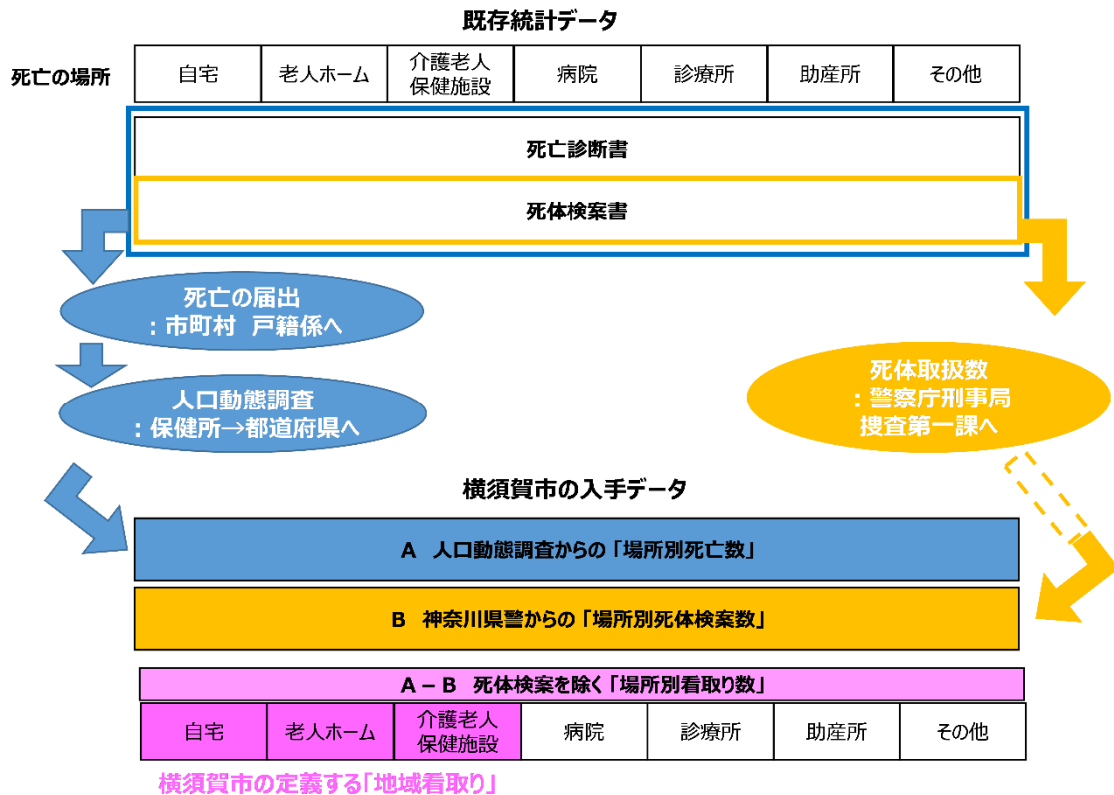 既存統計データ
死亡の場所
自宅
老人ホーム
介護老人
保健施設
病院
診療所
助産所
その他
死亡診断書
死体検案書
死亡の届出
：市町村 戸籍係へ
人口動態調査
：保健所→都道府県へ
死体取扱数
：警察庁刑事局
捜査第一課へ
横須賀市の入手データ
A 人口動態調査からの「場所別死亡数」
B 神奈川県警からの「場所別死体検案数」
A－B 死体検案を除く「場所別看取り数」
自宅
老人ホーム
介護老人
保健施設
病院
診療所
助産所
その他
横須賀市の定義する「地域看取り」